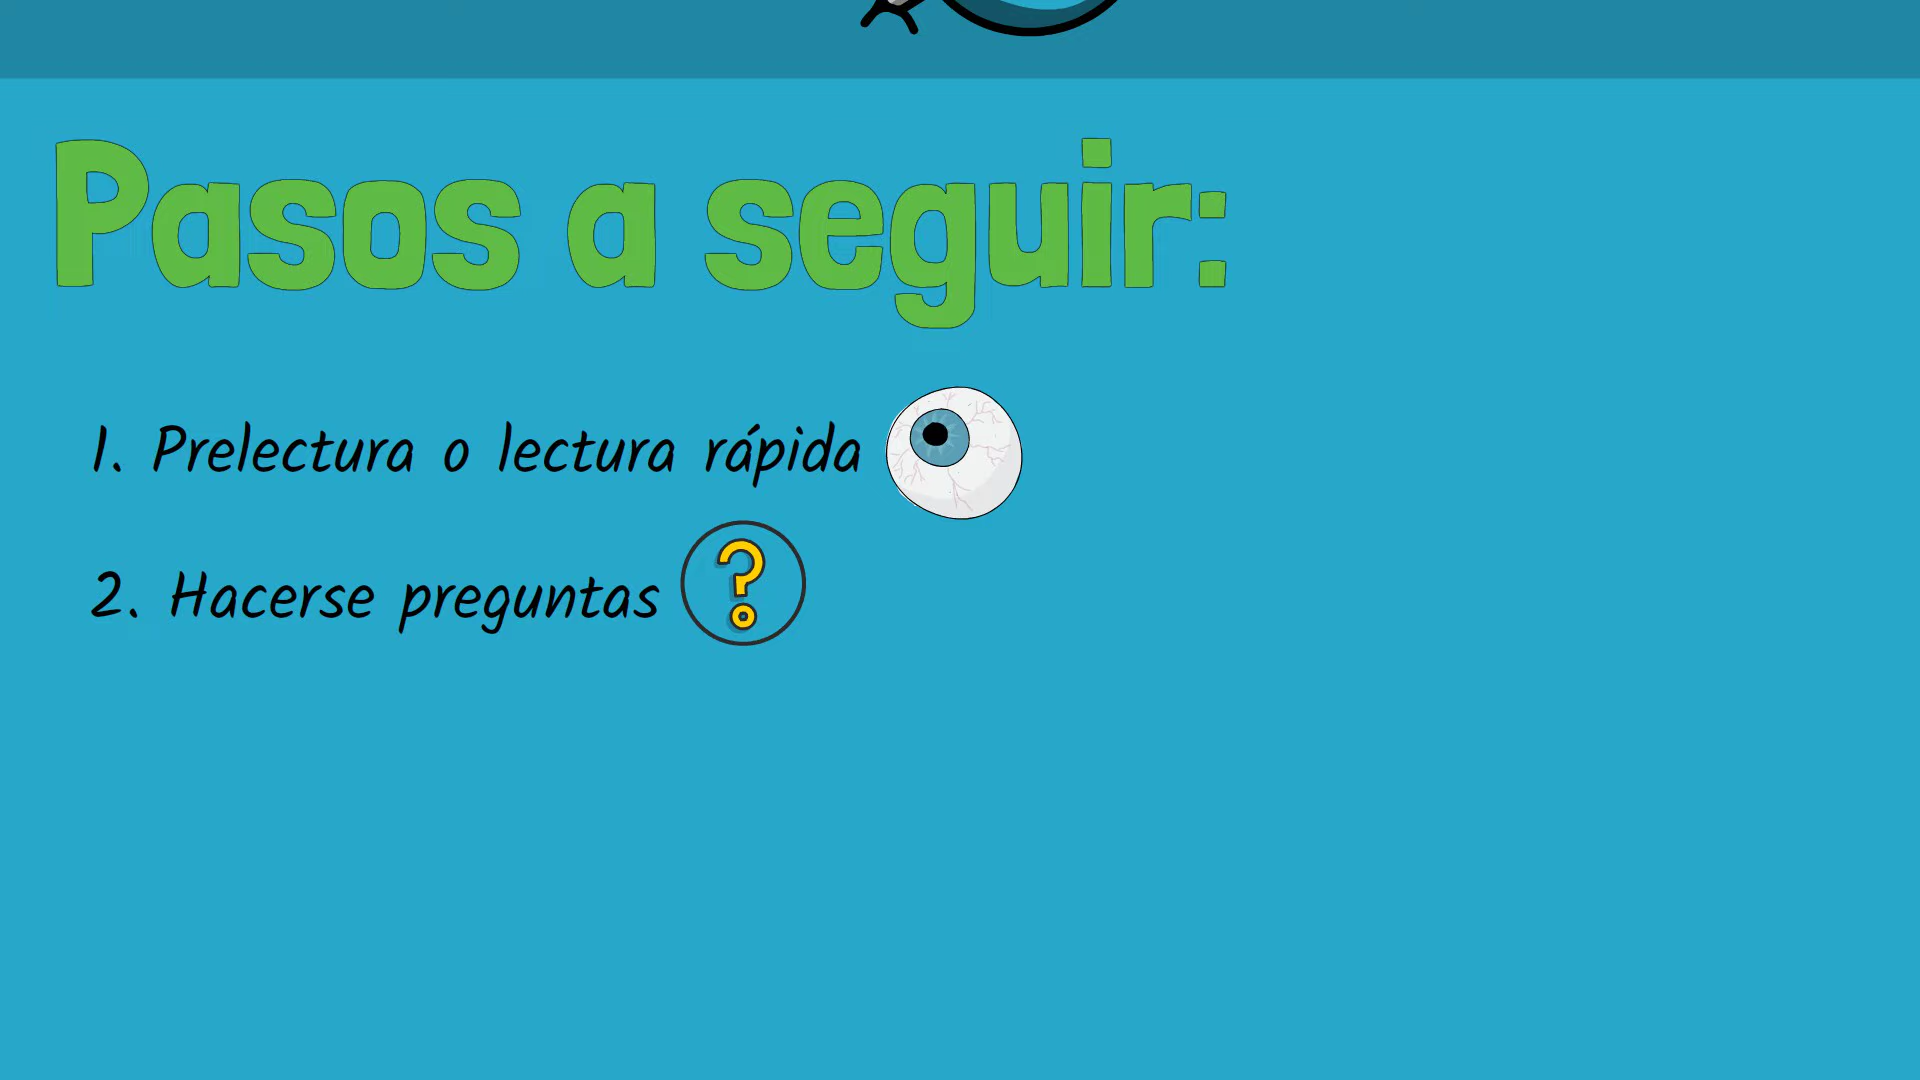 Pasos a seguir:
1. Prelectura o lectura rápida
2. Hacerse preguntas
?